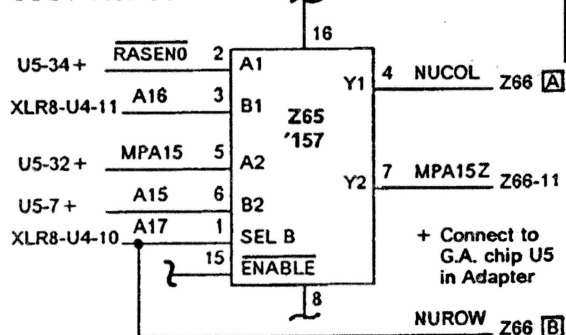 16
U5-34+ RASEN0 2 A1 Y1 4 NUCOL Z66 A
XLR8-U4-11 A16 3 B1
Z65
'157
U5-32+ MPA15 5 A2 Y2 7 MPA15Z Z66-11
U5-7+ A15 6 B2
XLR8-U4-10 A17 1 SEL B
15 ENABLE
8
+ Connect to
G.A. chip U5
in Adapter
NUROW Z66 B